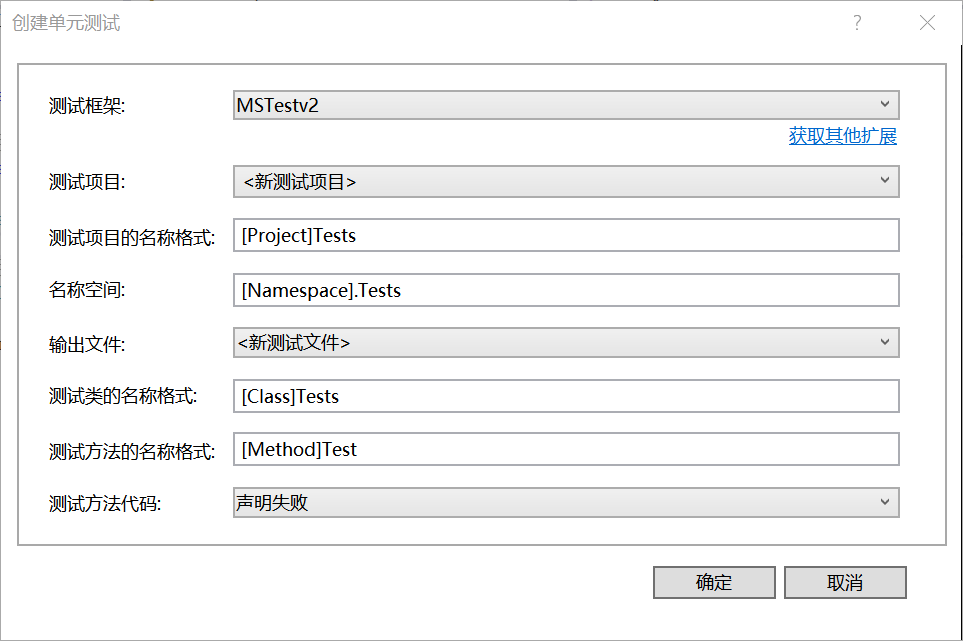 创建单元测试
?
测试框架: MSTestv2
获取其他扩展
测试项目: <新测试项目>
测试项目的名称格式: [Project]Tests
名称空间: [Namespace].Tests
输出文件: <新测试文件>
测试类的名称格式: [Class]Tests
测试方法的名称格式: [Method]Test
测试方法代码: 声明失败
确定 取消